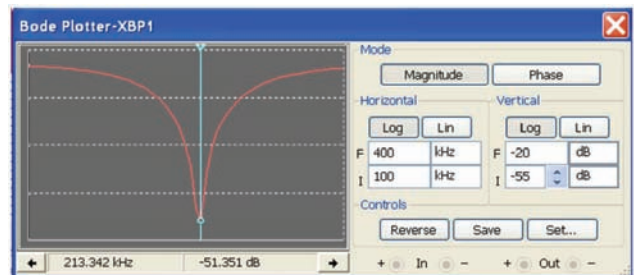 Bode Plotter-XBP1
Mode
Magnitude Phase
Horizontal Vertical
Log Lin Log Lin
F 400 kHz F -20 dB
I 100 kHz I -55 dB
Controls
Reverse Save Set...
213.342 kHz -51.351 dB
+ In - + Out -